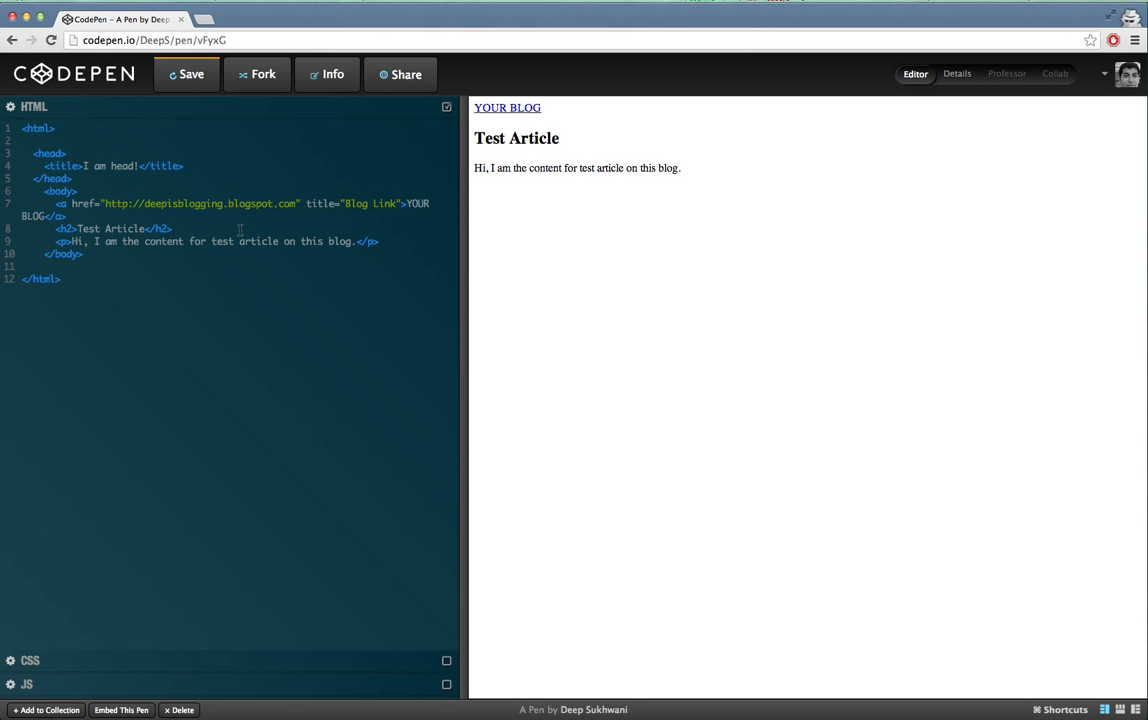 CodePen – A Pen by Deep
codepen.io/DeepS/pen/vFyxG
CODEPEN Save Fork Info Share Editor Details Professor Collab
HTML
1 <html>
2
3 <head>
4 <title>I am head!</title>
5 </head>
6 <body>
7 <a href="http://deepisblogging.blogspot.com" title="Blog Link">YOUR
BLOG</a>
8 <h2>Test Article</h2>
9 <p>Hi, I am the content for test article on this blog.</p>
10 </body>
11
12 </html>
YOUR BLOG
Test Article
Hi, I am the content for test article on this blog.
CSS
JS
+ Add to Collection Embed This Pen × Delete A Pen by Deep Sukhwani ⌘ Shortcuts